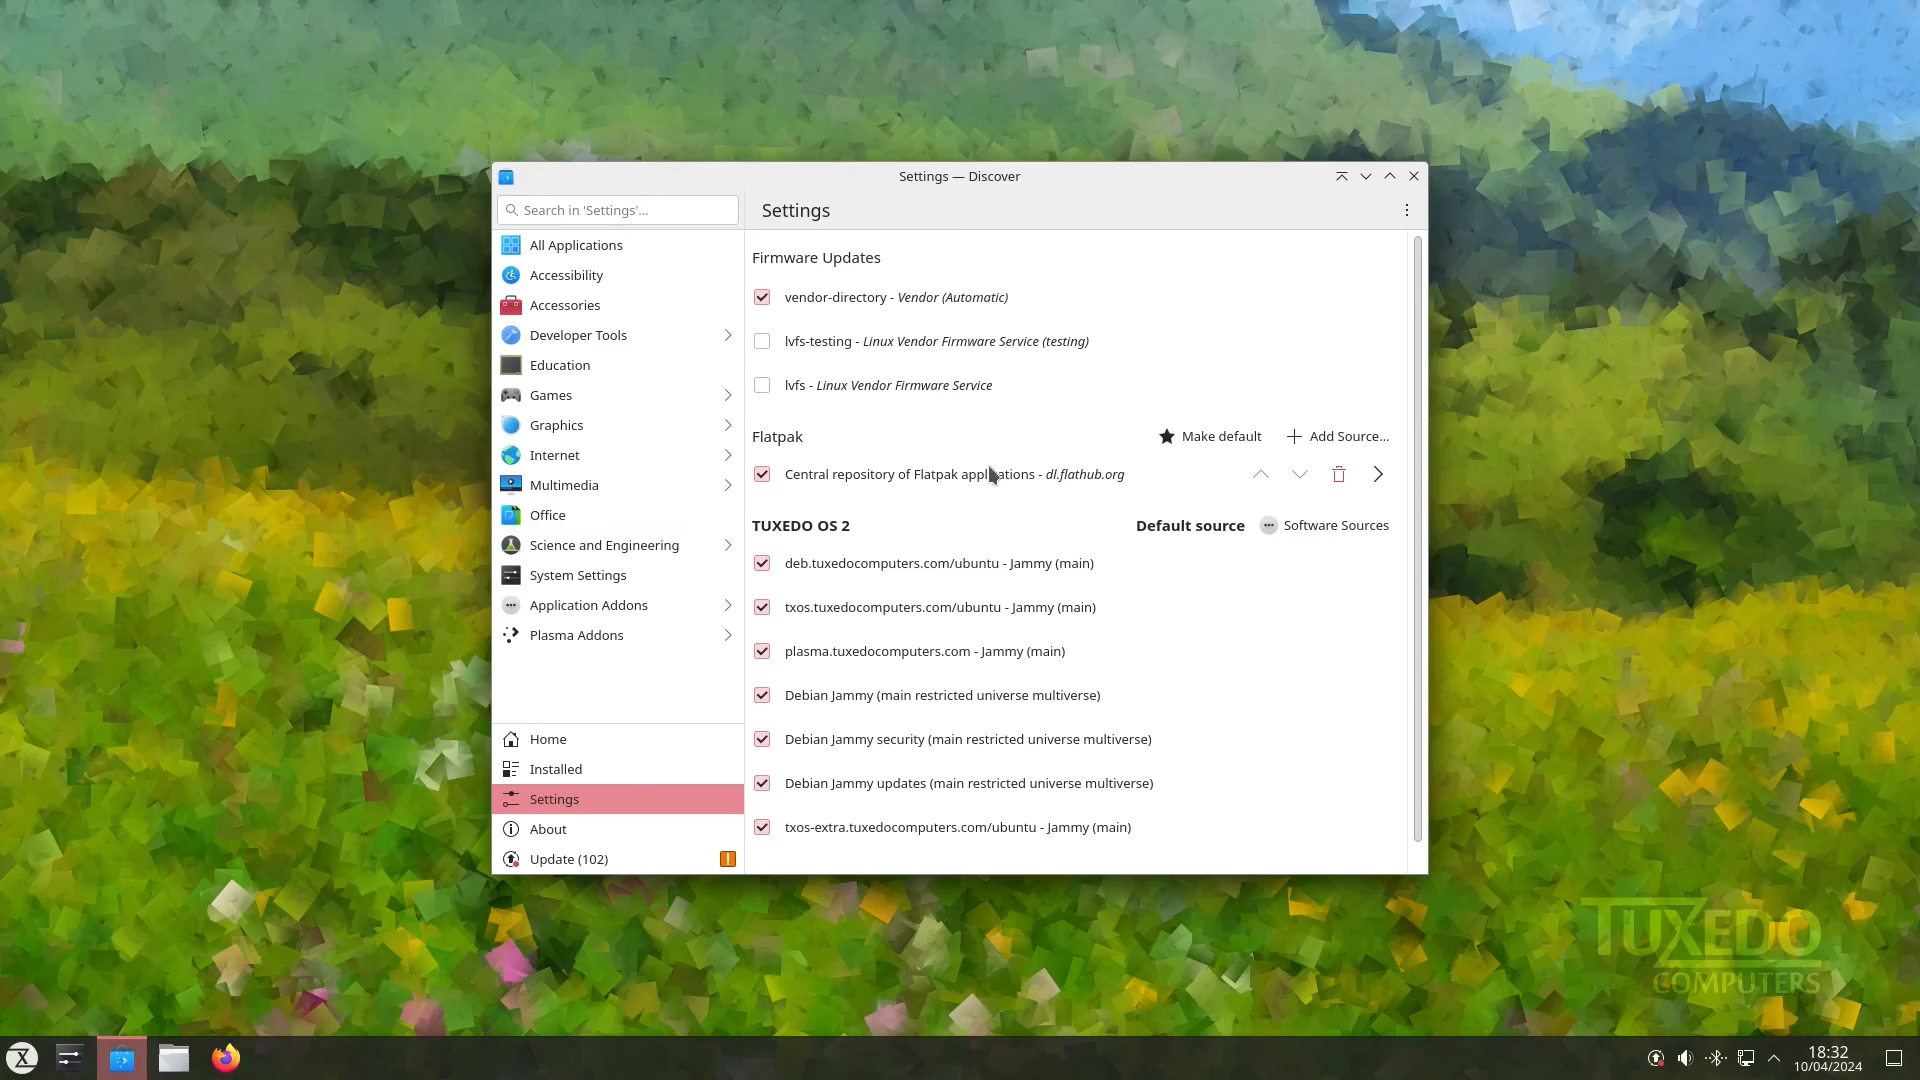 Settings — Discover
Search in 'Settings'...
Settings
All Applications
Accessibility
Accessories
Developer Tools
Education
Games
Graphics
Internet
Multimedia
Office
Science and Engineering
System Settings
Application Addons
Plasma Addons
Home
Installed
Settings
About
Update (102)
Firmware Updates
vendor-directory - Vendor (Automatic)
lvfs-testing - Linux Vendor Firmware Service (testing)
lvfs - Linux Vendor Firmware Service
Flatpak Make default Add Source...
Central repository of Flatpak applications - dl.flathub.org
TUXEDO OS 2 Default source Software Sources
deb.tuxedocomputers.com/ubuntu - Jammy (main)
txos.tuxedocomputers.com/ubuntu - Jammy (main)
plasma.tuxedocomputers.com - Jammy (main)
Debian Jammy (main restricted universe multiverse)
Debian Jammy security (main restricted universe multiverse)
Debian Jammy updates (main restricted universe multiverse)
txos-extra.tuxedocomputers.com/ubuntu - Jammy (main)
TUXEDO
COMPUTERS
18:32
10/04/2024